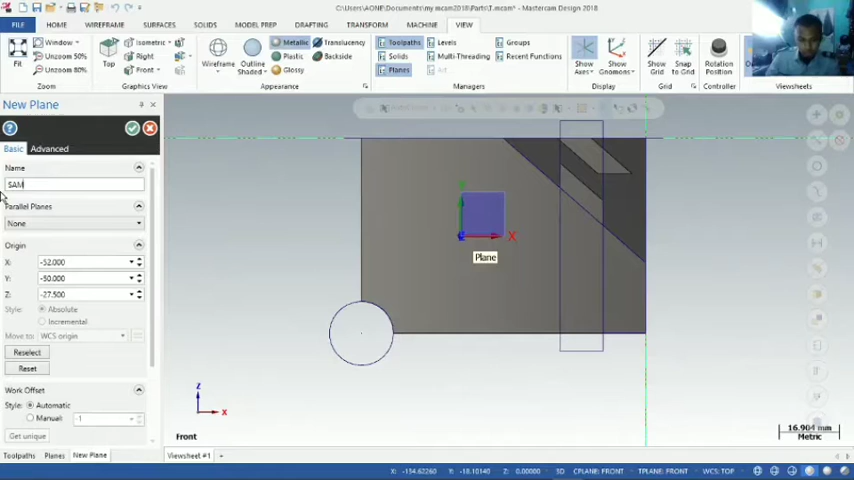 C:\Users\AONE\Documents\my mcam2018\Parts\T.mcam* - Mastercam Design 2018
FILE HOME WIREFRAME SURFACES SOLIDS MODEL PREP DRAFTING TRANSFORM MACHINE VIEW
Fit
Window
Unzoom 50%
Unzoom 80%
Zoom
Top
Isometric
Right
Front
Graphics View
Wireframe
Outline Shaded
Metallic
Plastic
Glossy
Translucency
Backside
Appearance
Toolpaths
Solids
Planes
Levels
Multi-Threading
Groups
Recent Functions
Managers
Show Axes
Show Gnomons
Display
Show Grid
Snap to Grid
Grid
Rotation Position
Controller
Viewsheets
New Plane
Basic Advanced
Name
SAM
Parallel Planes
None
Origin
X: -52.000
Y: -50.000
Z: -27.500
Style: Absolute
Incremental
Move to: WCS origin
Reselect
Reset
Work Offset
Style: Automatic
Manual: -1
Get unique
X
Plane
Z
X
Front
16.904 mm
Metric
Toolpaths Planes New Plane Viewsheet #1 +
X: -134.62260 Y: -18.10140 Z: 0.00000 3D CPLANE: FRONT TPLANE: FRONT WCS: TOP